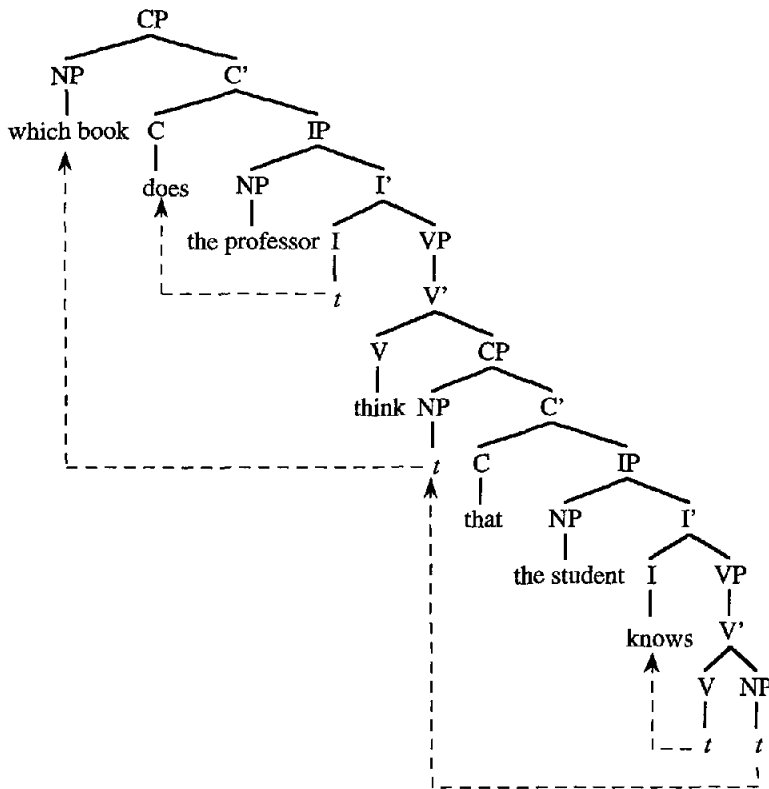 CP
NP C'
which book C IP
does NP I'
the professor I VP
t V'
V CP
think NP C'
t C IP
that NP I'
the student I VP
knows V'
V NP
t t